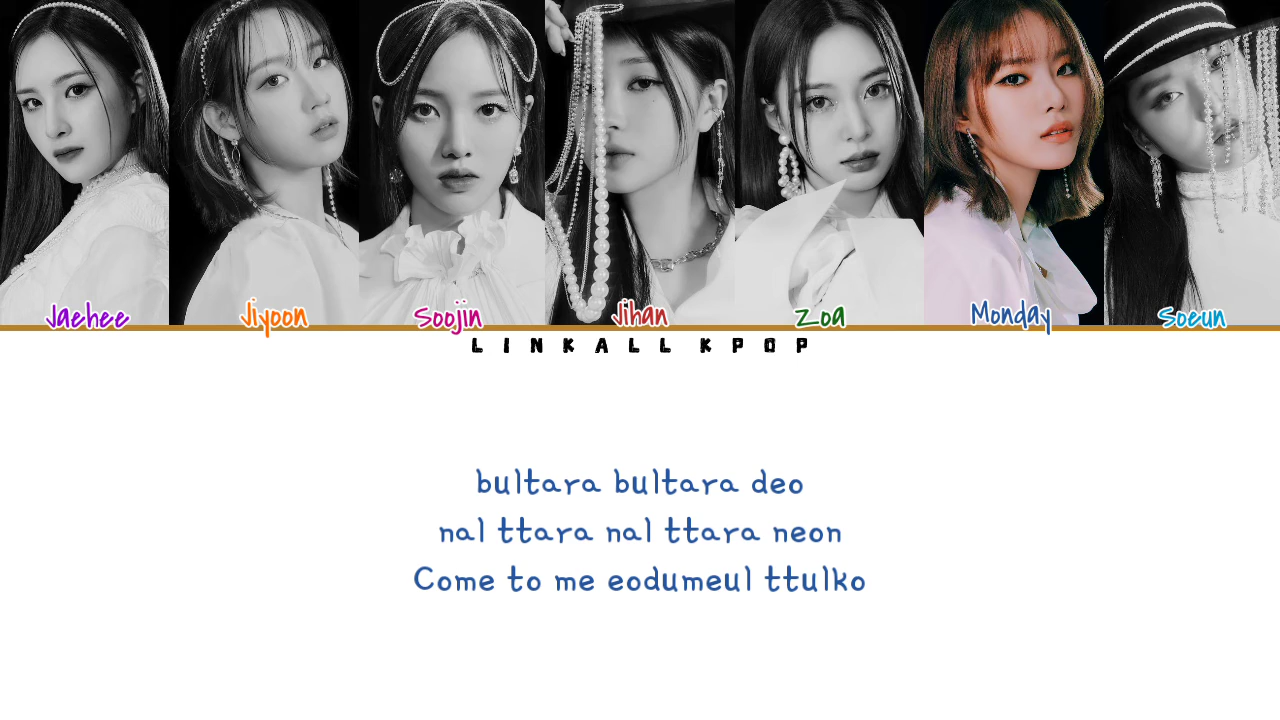 Jaehee
Jiyoon
Soojin
Jihan
Zoa
Monday
Soeun
LINKALL KPOP
bultara bultara deo
nal ttara nal ttara neon
Come to me eodumeul ttulko